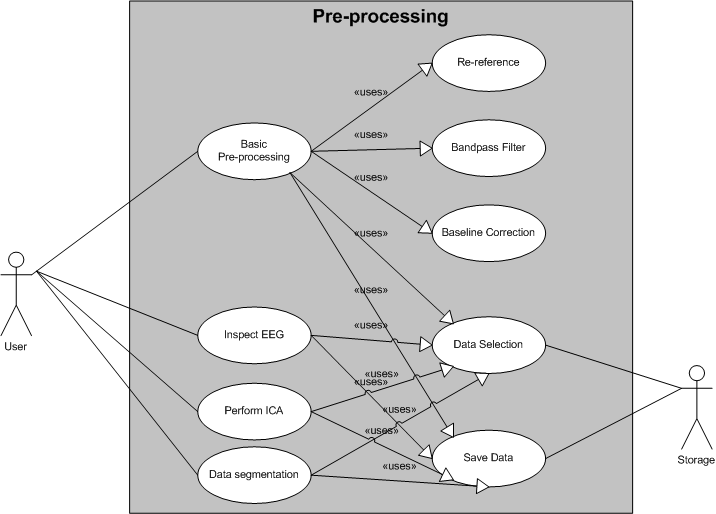 Pre-processing
Re-reference
«uses»
Basic
Pre-processing
«uses»
Bandpass Filter
«uses»
Baseline Correction
«uses»
User
Inspect EEG
«uses»
«uses»
Data Selection
«uses»
«uses»
Perform ICA
«uses»
«uses»
Data segmentation
«uses»
Save Data
Storage